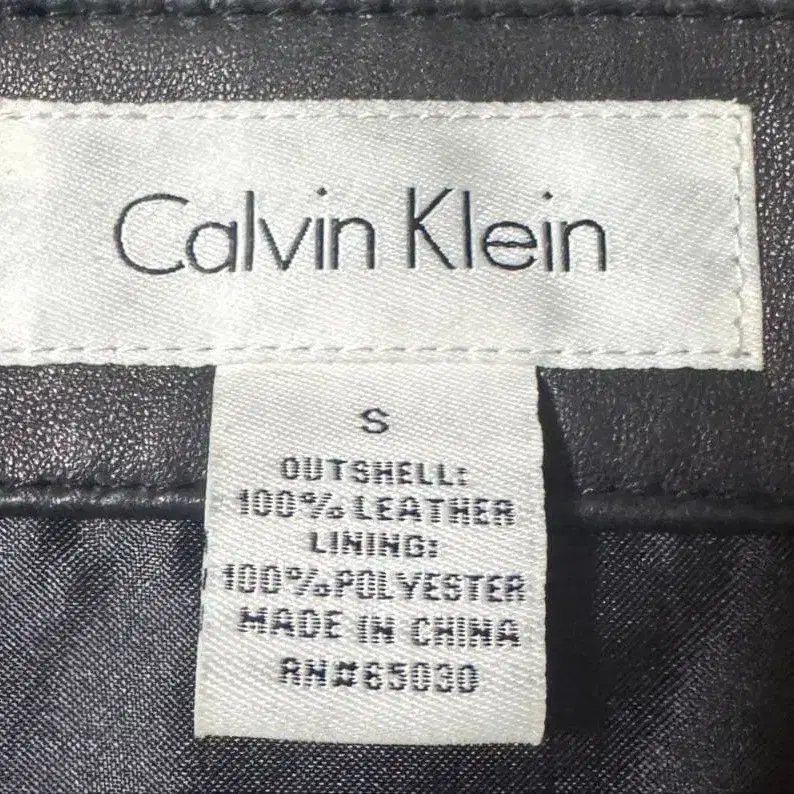 Calvin Klein
S
OUTSHELL:
100% LEATHER
LINING:
100% POLYESTER
MADE IN CHINA
RN#65030